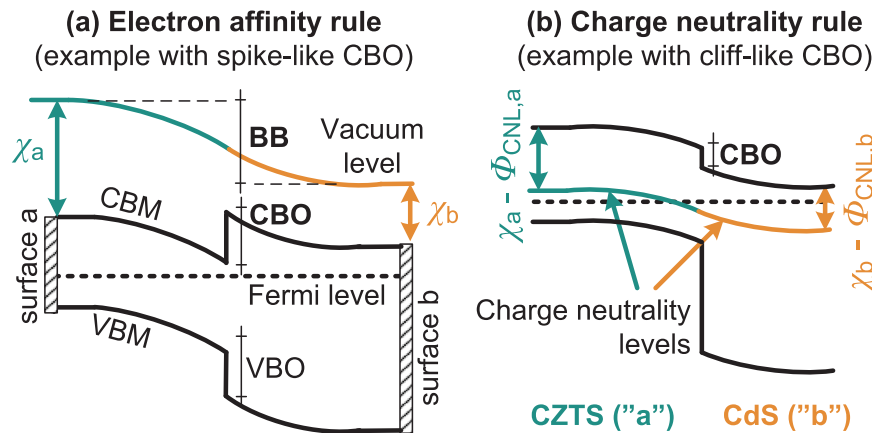 (a) Electron affinity rule
(example with spike-like CBO)
χa
BB
Vacuum
level
CBM
CBO
χb
surface a
Fermi level
VBM
VBO
surface b
(b) Charge neutrality rule
(example with cliff-like CBO)
χa - ΦCNL,a
CBO
χb - ΦCNL,b
Charge neutrality
levels
CZTS ("a")
CdS ("b")